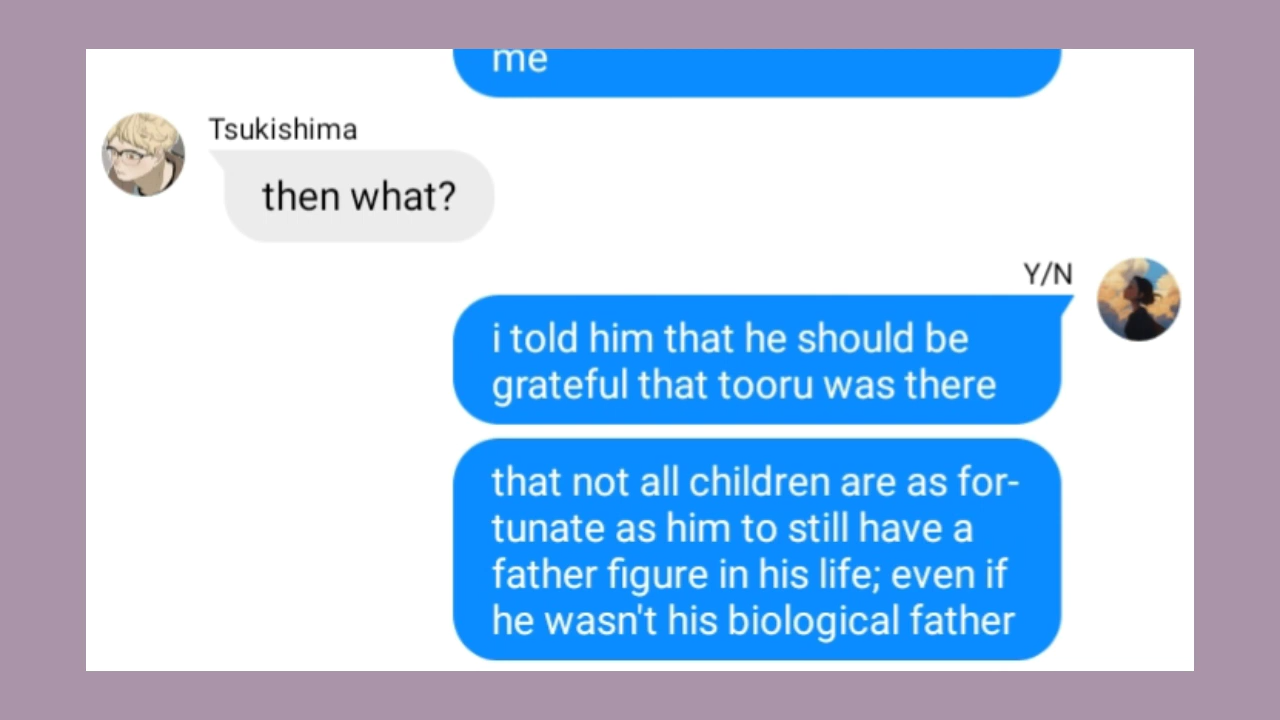 me
Tsukishima
then what?
Y/N
i told him that he should be
grateful that tooru was there
that not all children are as for-
tunate as him to still have a
father figure in his life; even if
he wasn't his biological father